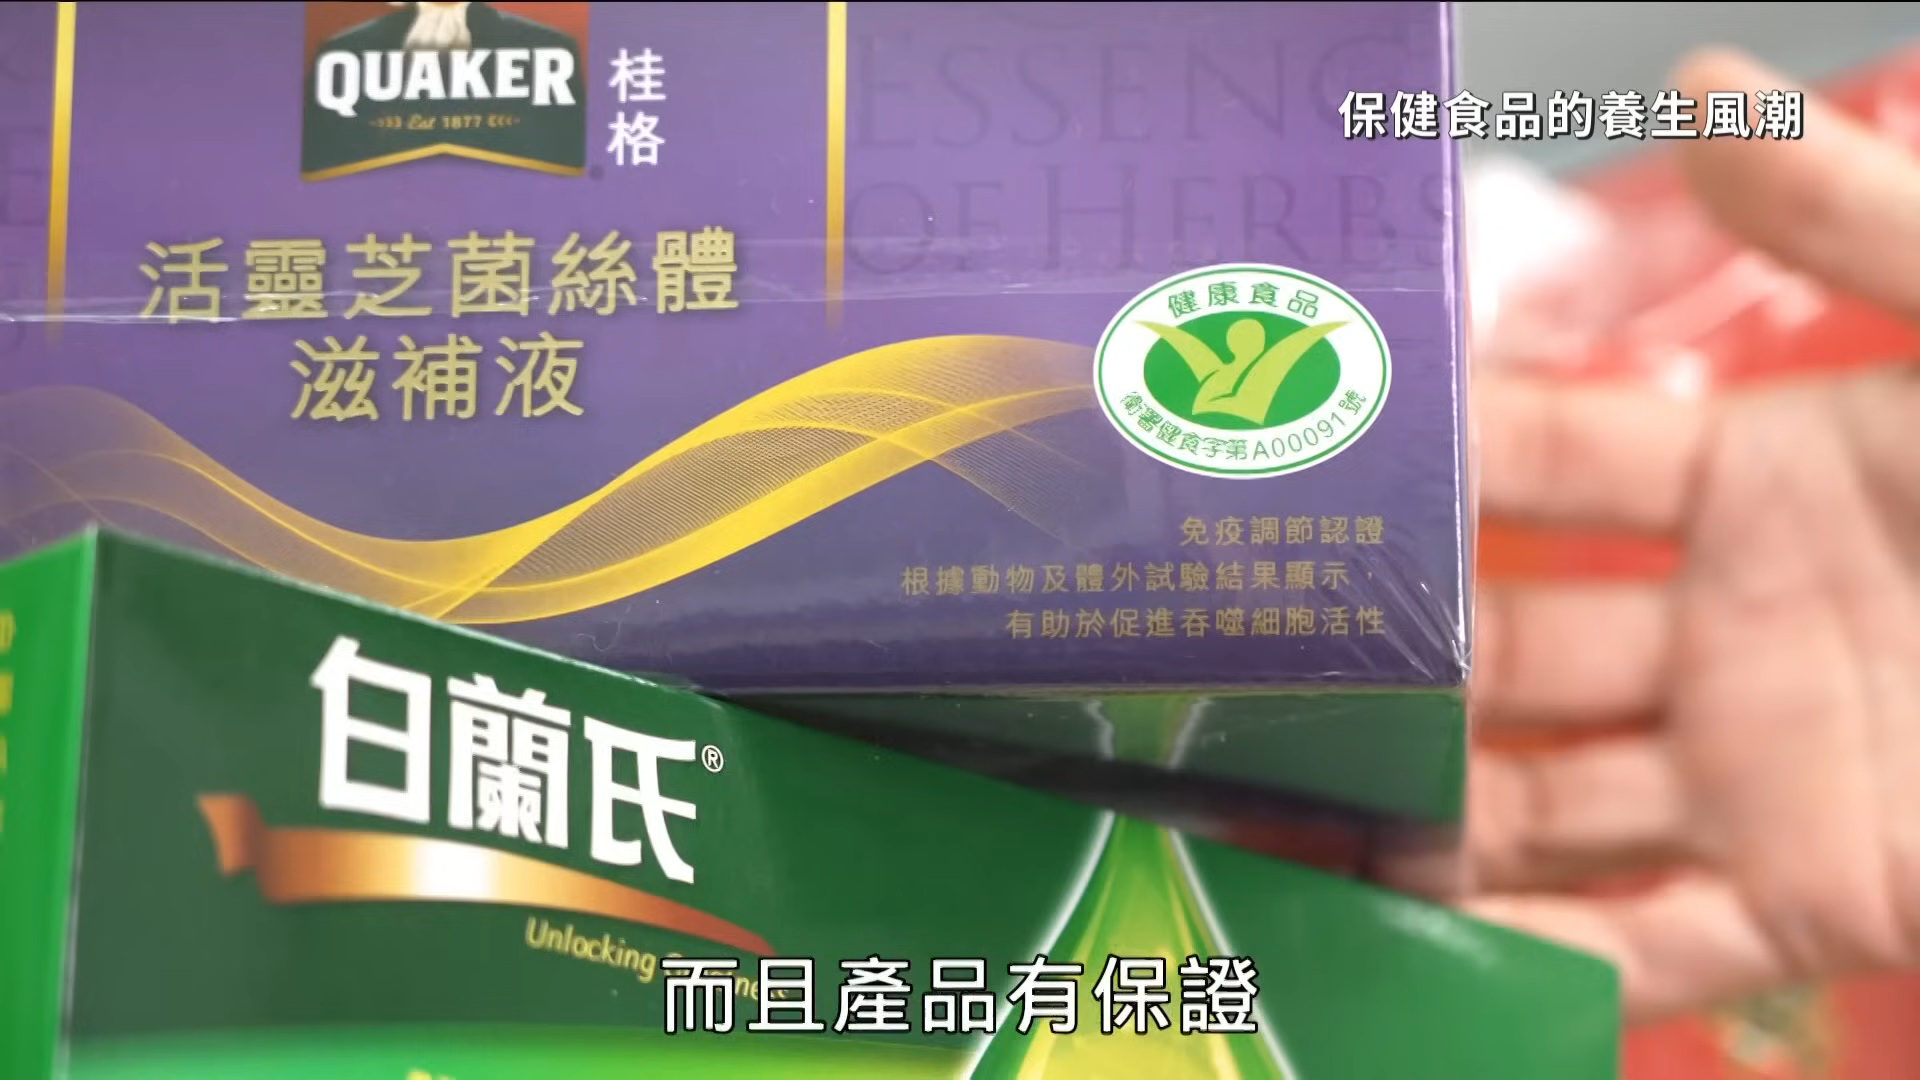 QUAKER
Est 1877
桂格
ESSENC
OF HERBS
保健食品的養生風潮
活靈芝菌絲體
滋補液
健康食品
衛署健食字第A00091號
免疫調節認證
根據動物及體外試驗結果顯示，
有助於促進吞噬細胞活性
白蘭氏®
Unlocking
而且產品有保證